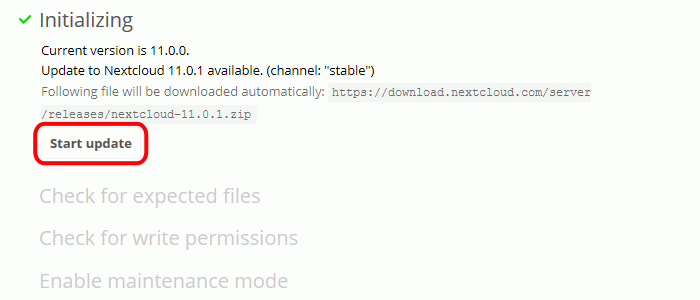 Initializing
Current version is 11.0.0.
Update to Nextcloud 11.0.1 available. (channel: "stable")
Following file will be downloaded automatically: https://download.nextcloud.com/server
/releases/nextcloud-11.0.1.zip
Start update
Check for expected files
Check for write permissions
Enable maintenance mode